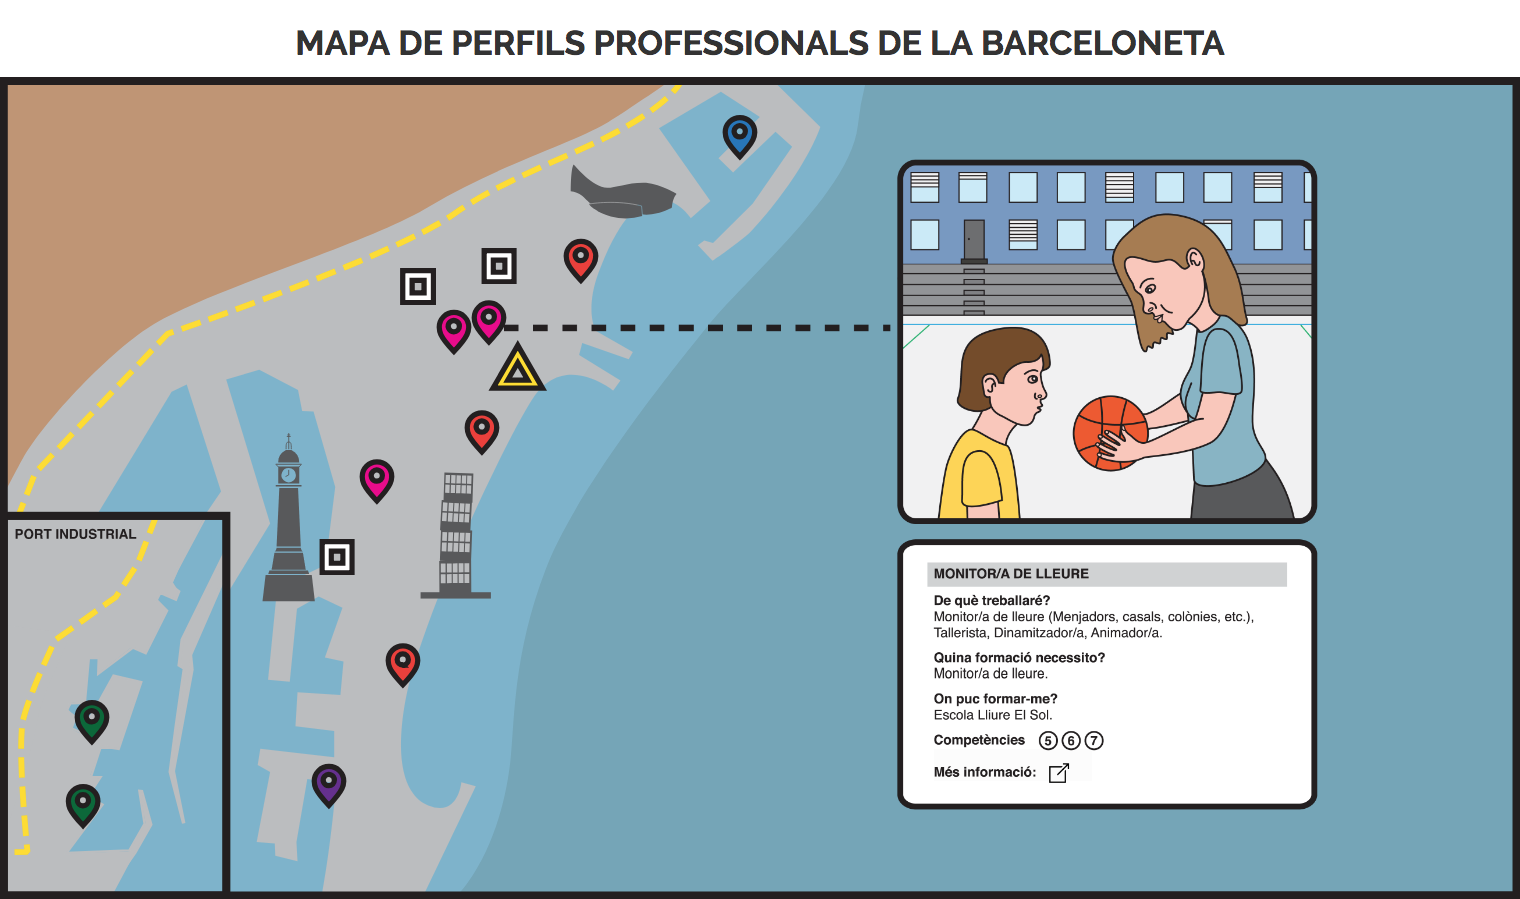 MAPA DE PERFILS PROFESSIONALS DE LA BARCELONETA
PORT INDUSTRIAL
MONITOR/A DE LLEURE
De què treballaré?
Monitor/a de lleure (Menjadors, casals, colònies, etc.),
Tallerista, Dinamitzador/a, Animador/a.
Quina formació necessito?
Monitor/a de lleure.
On puc formar-me?
Escola Lliure El Sol.
Competències 5 6 7
Més informació: